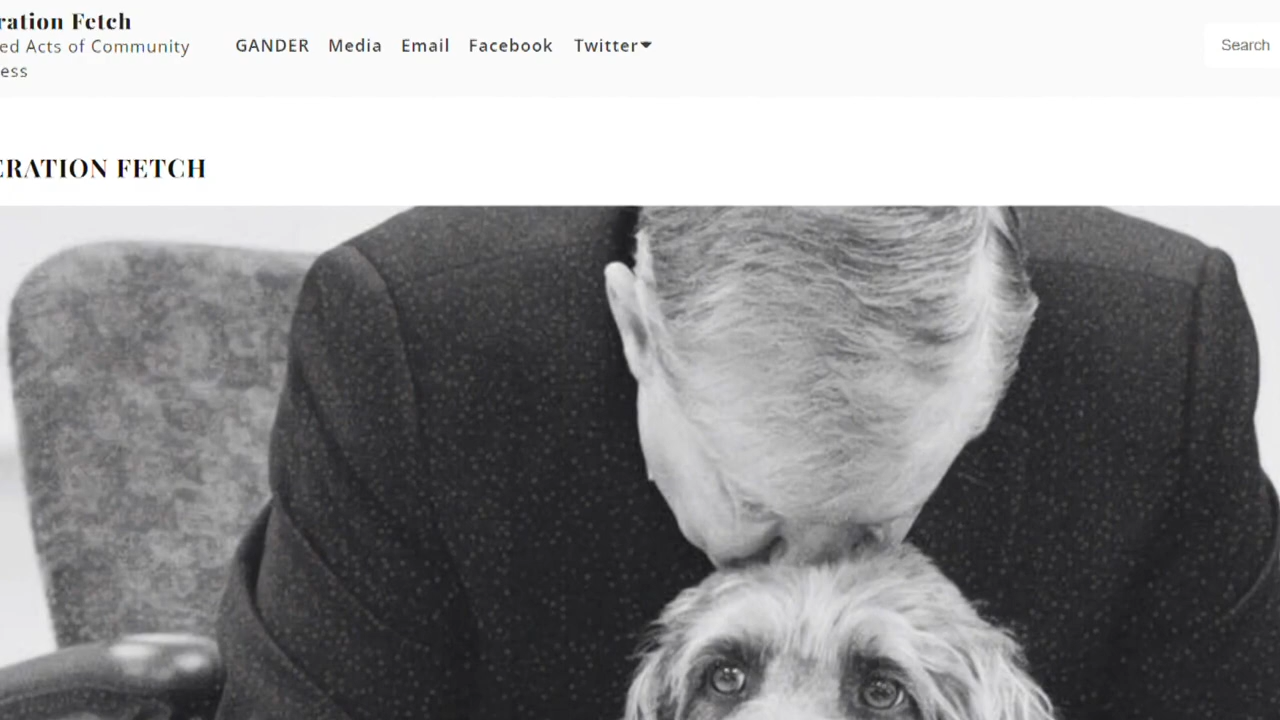 ration Fetch
ed Acts of Community
ess
GANDER Media Email Facebook Twitter
Search
ERATION FETCH